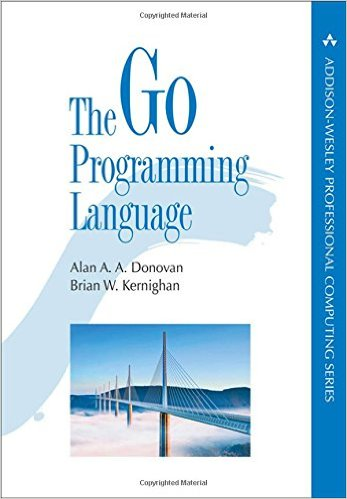 Copyrighted Material
The Go
Programming
Language
Alan A. A. Donovan
Brian W. Kernighan
ADDISON-WESLEY PROFESSIONAL COMPUTING SERIES
Copyrighted Material